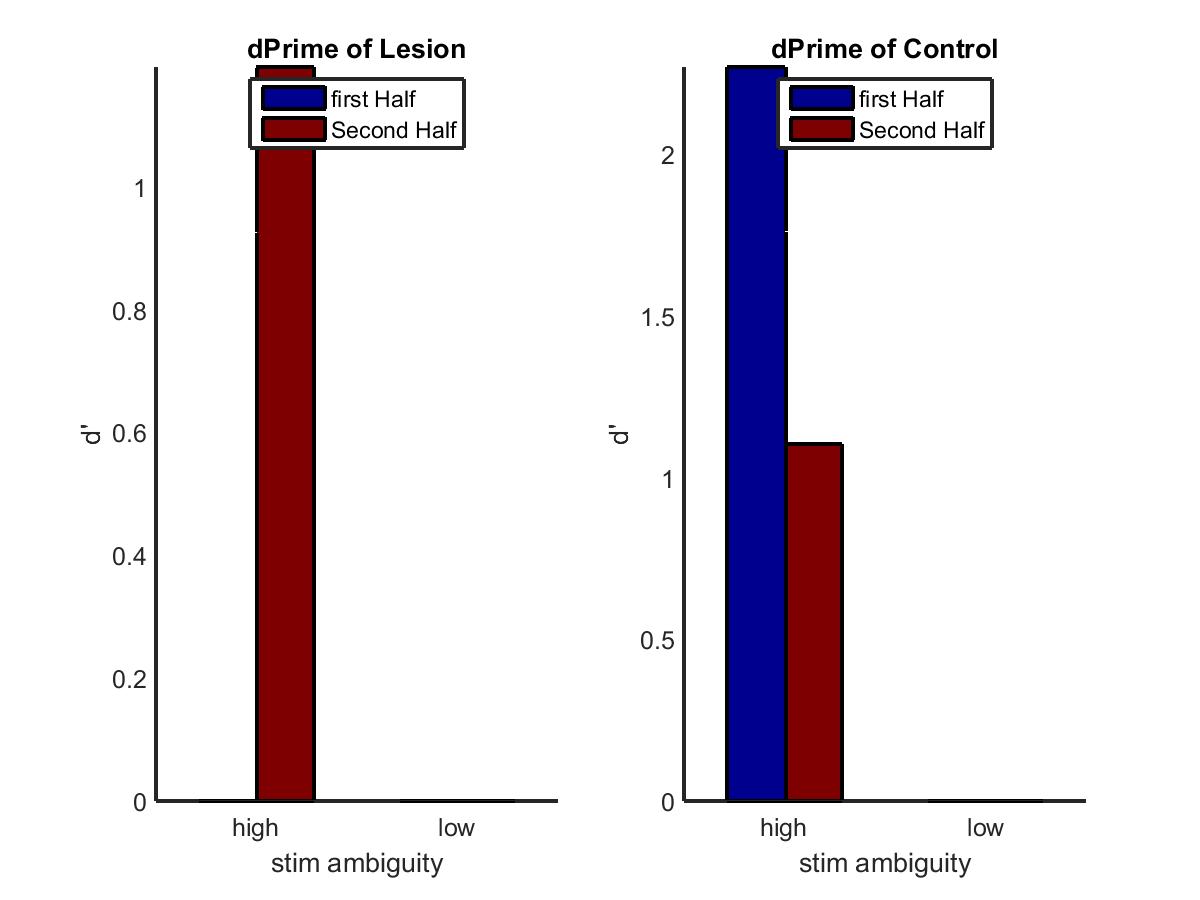 dPrime of Lesion
first Half
Second Half
1
0.8
0.6
0.4
0.2
0
d'
high
low
stim ambiguity
dPrime of Control
first Half
Second Half
2
1.5
1
0.5
0
d'
high
low
stim ambiguity